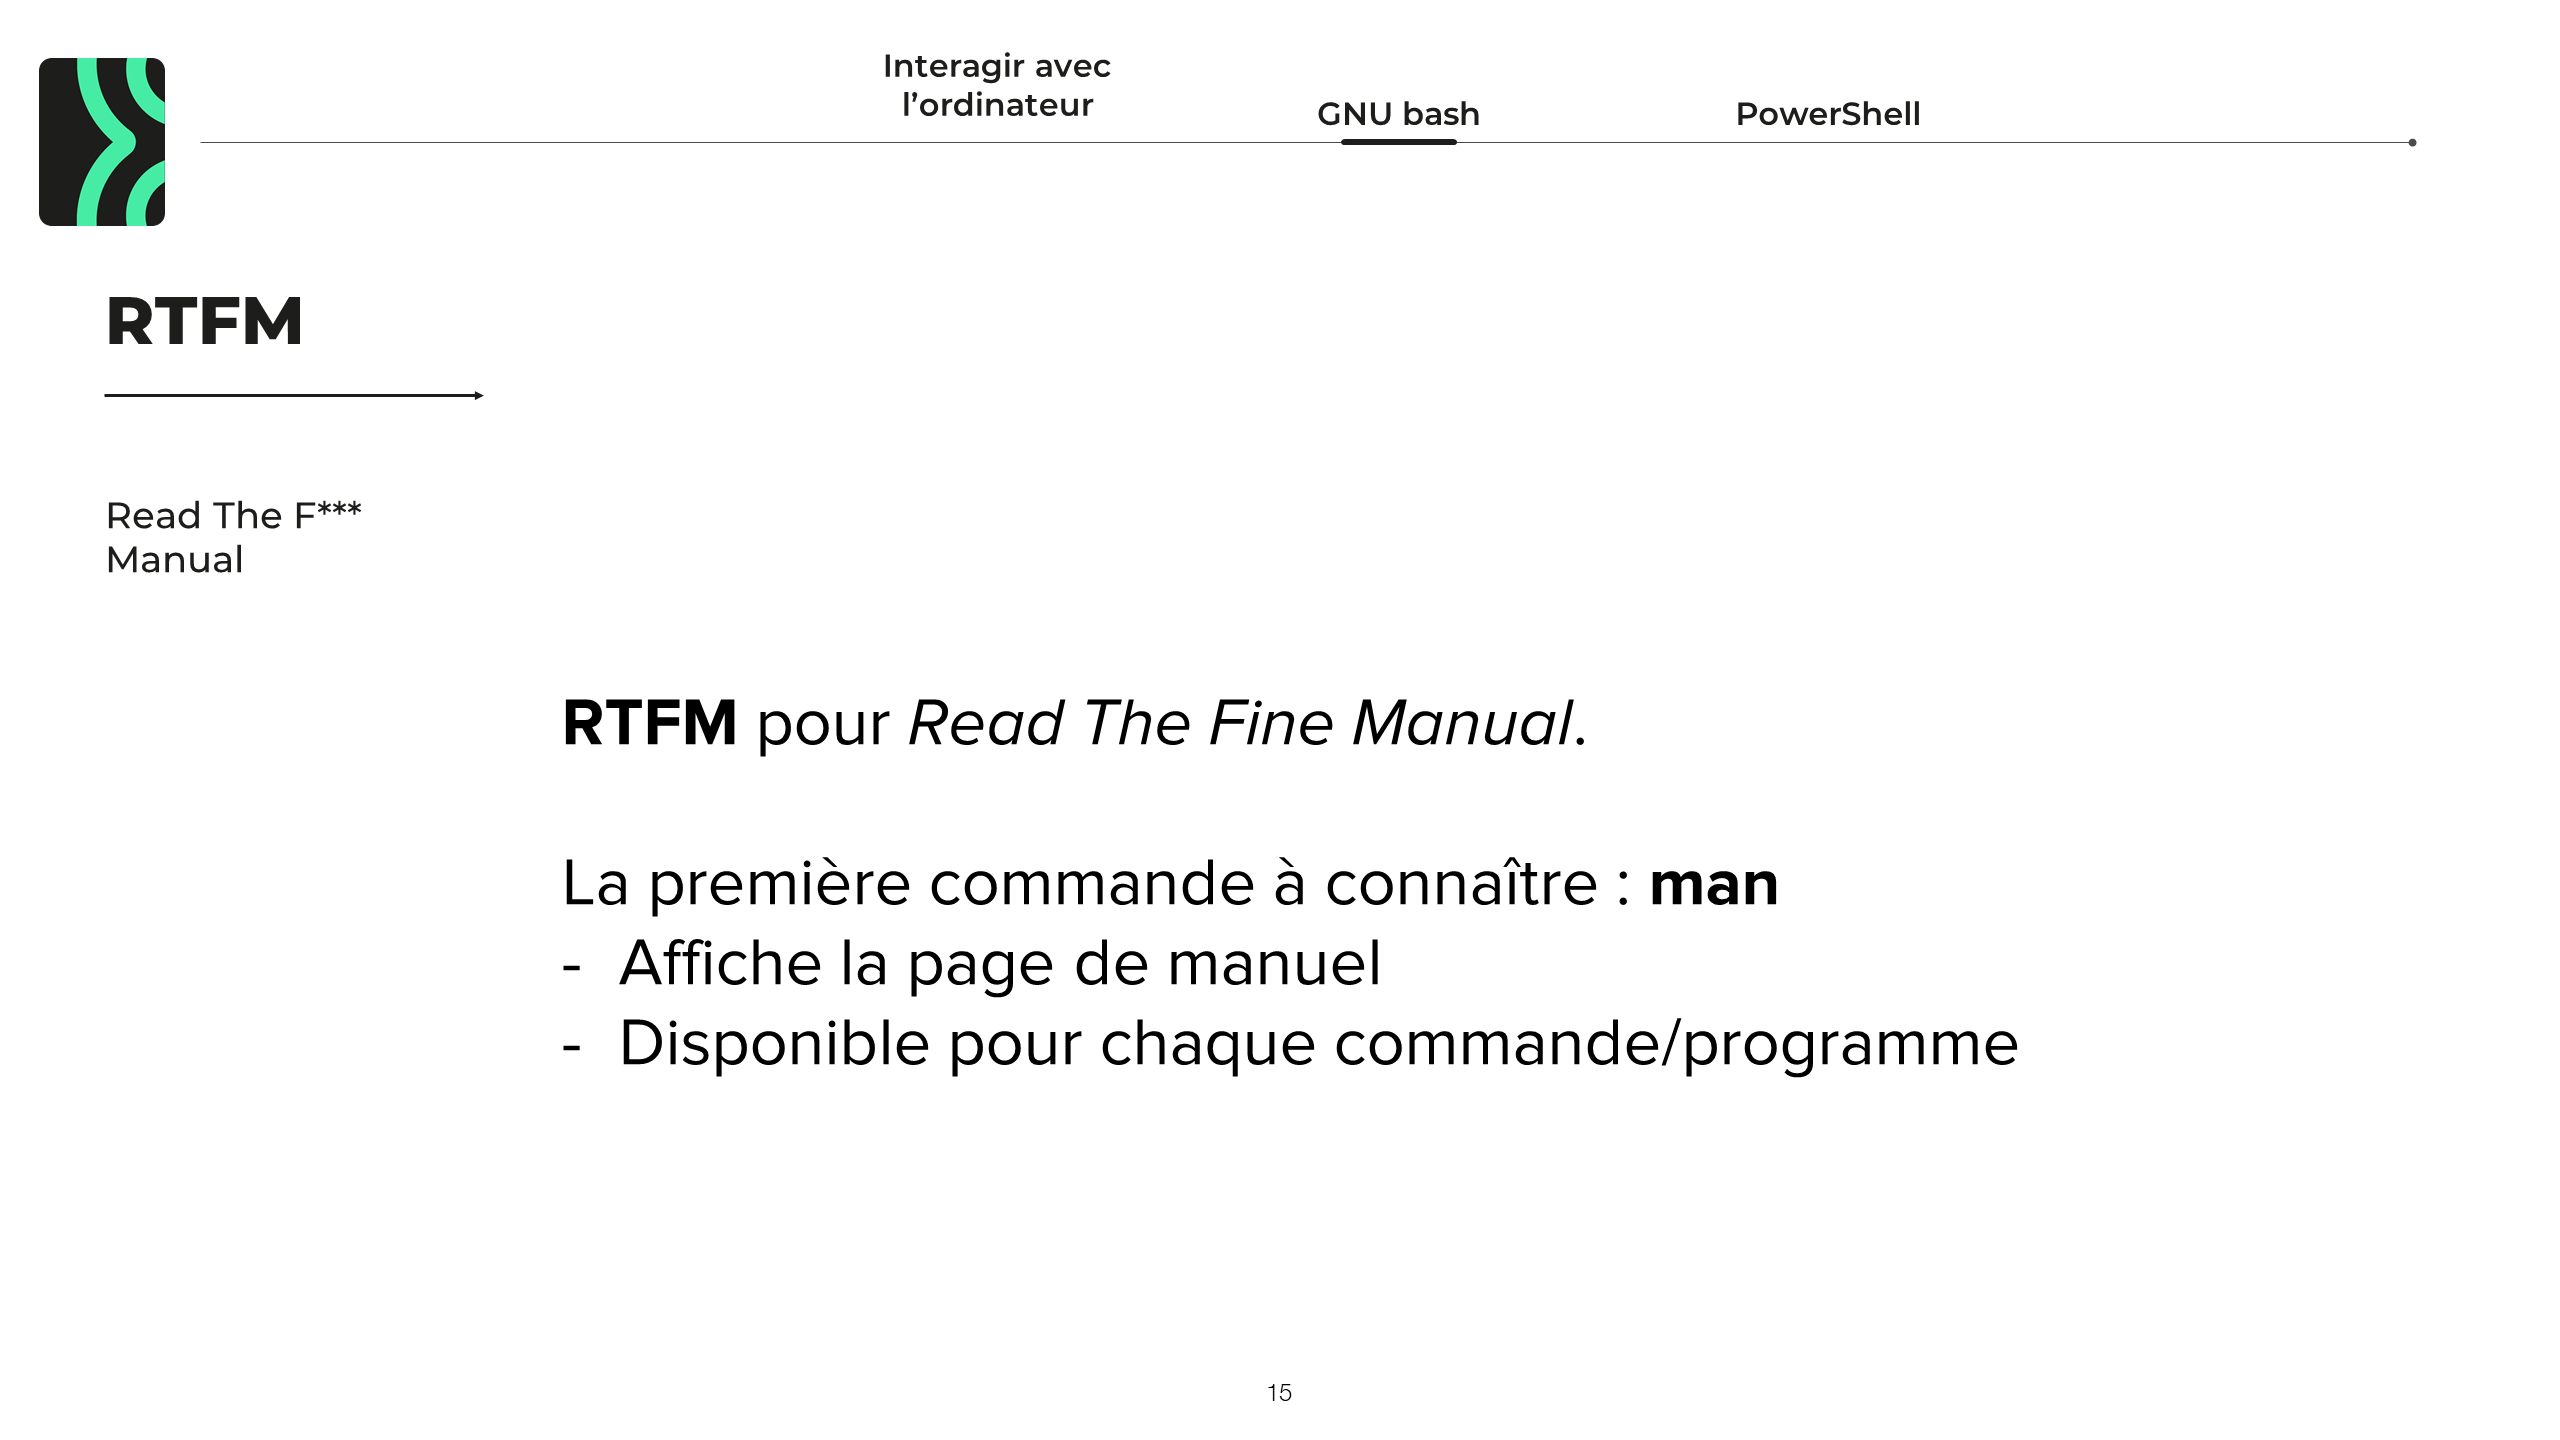 Interagir avec
l’ordinateur
GNU bash
PowerShell
RTFM
Read The F***
Manual
RTFM pour Read The Fine Manual.
La première commande à connaître : man
- Affiche la page de manuel
- Disponible pour chaque commande/programme
15